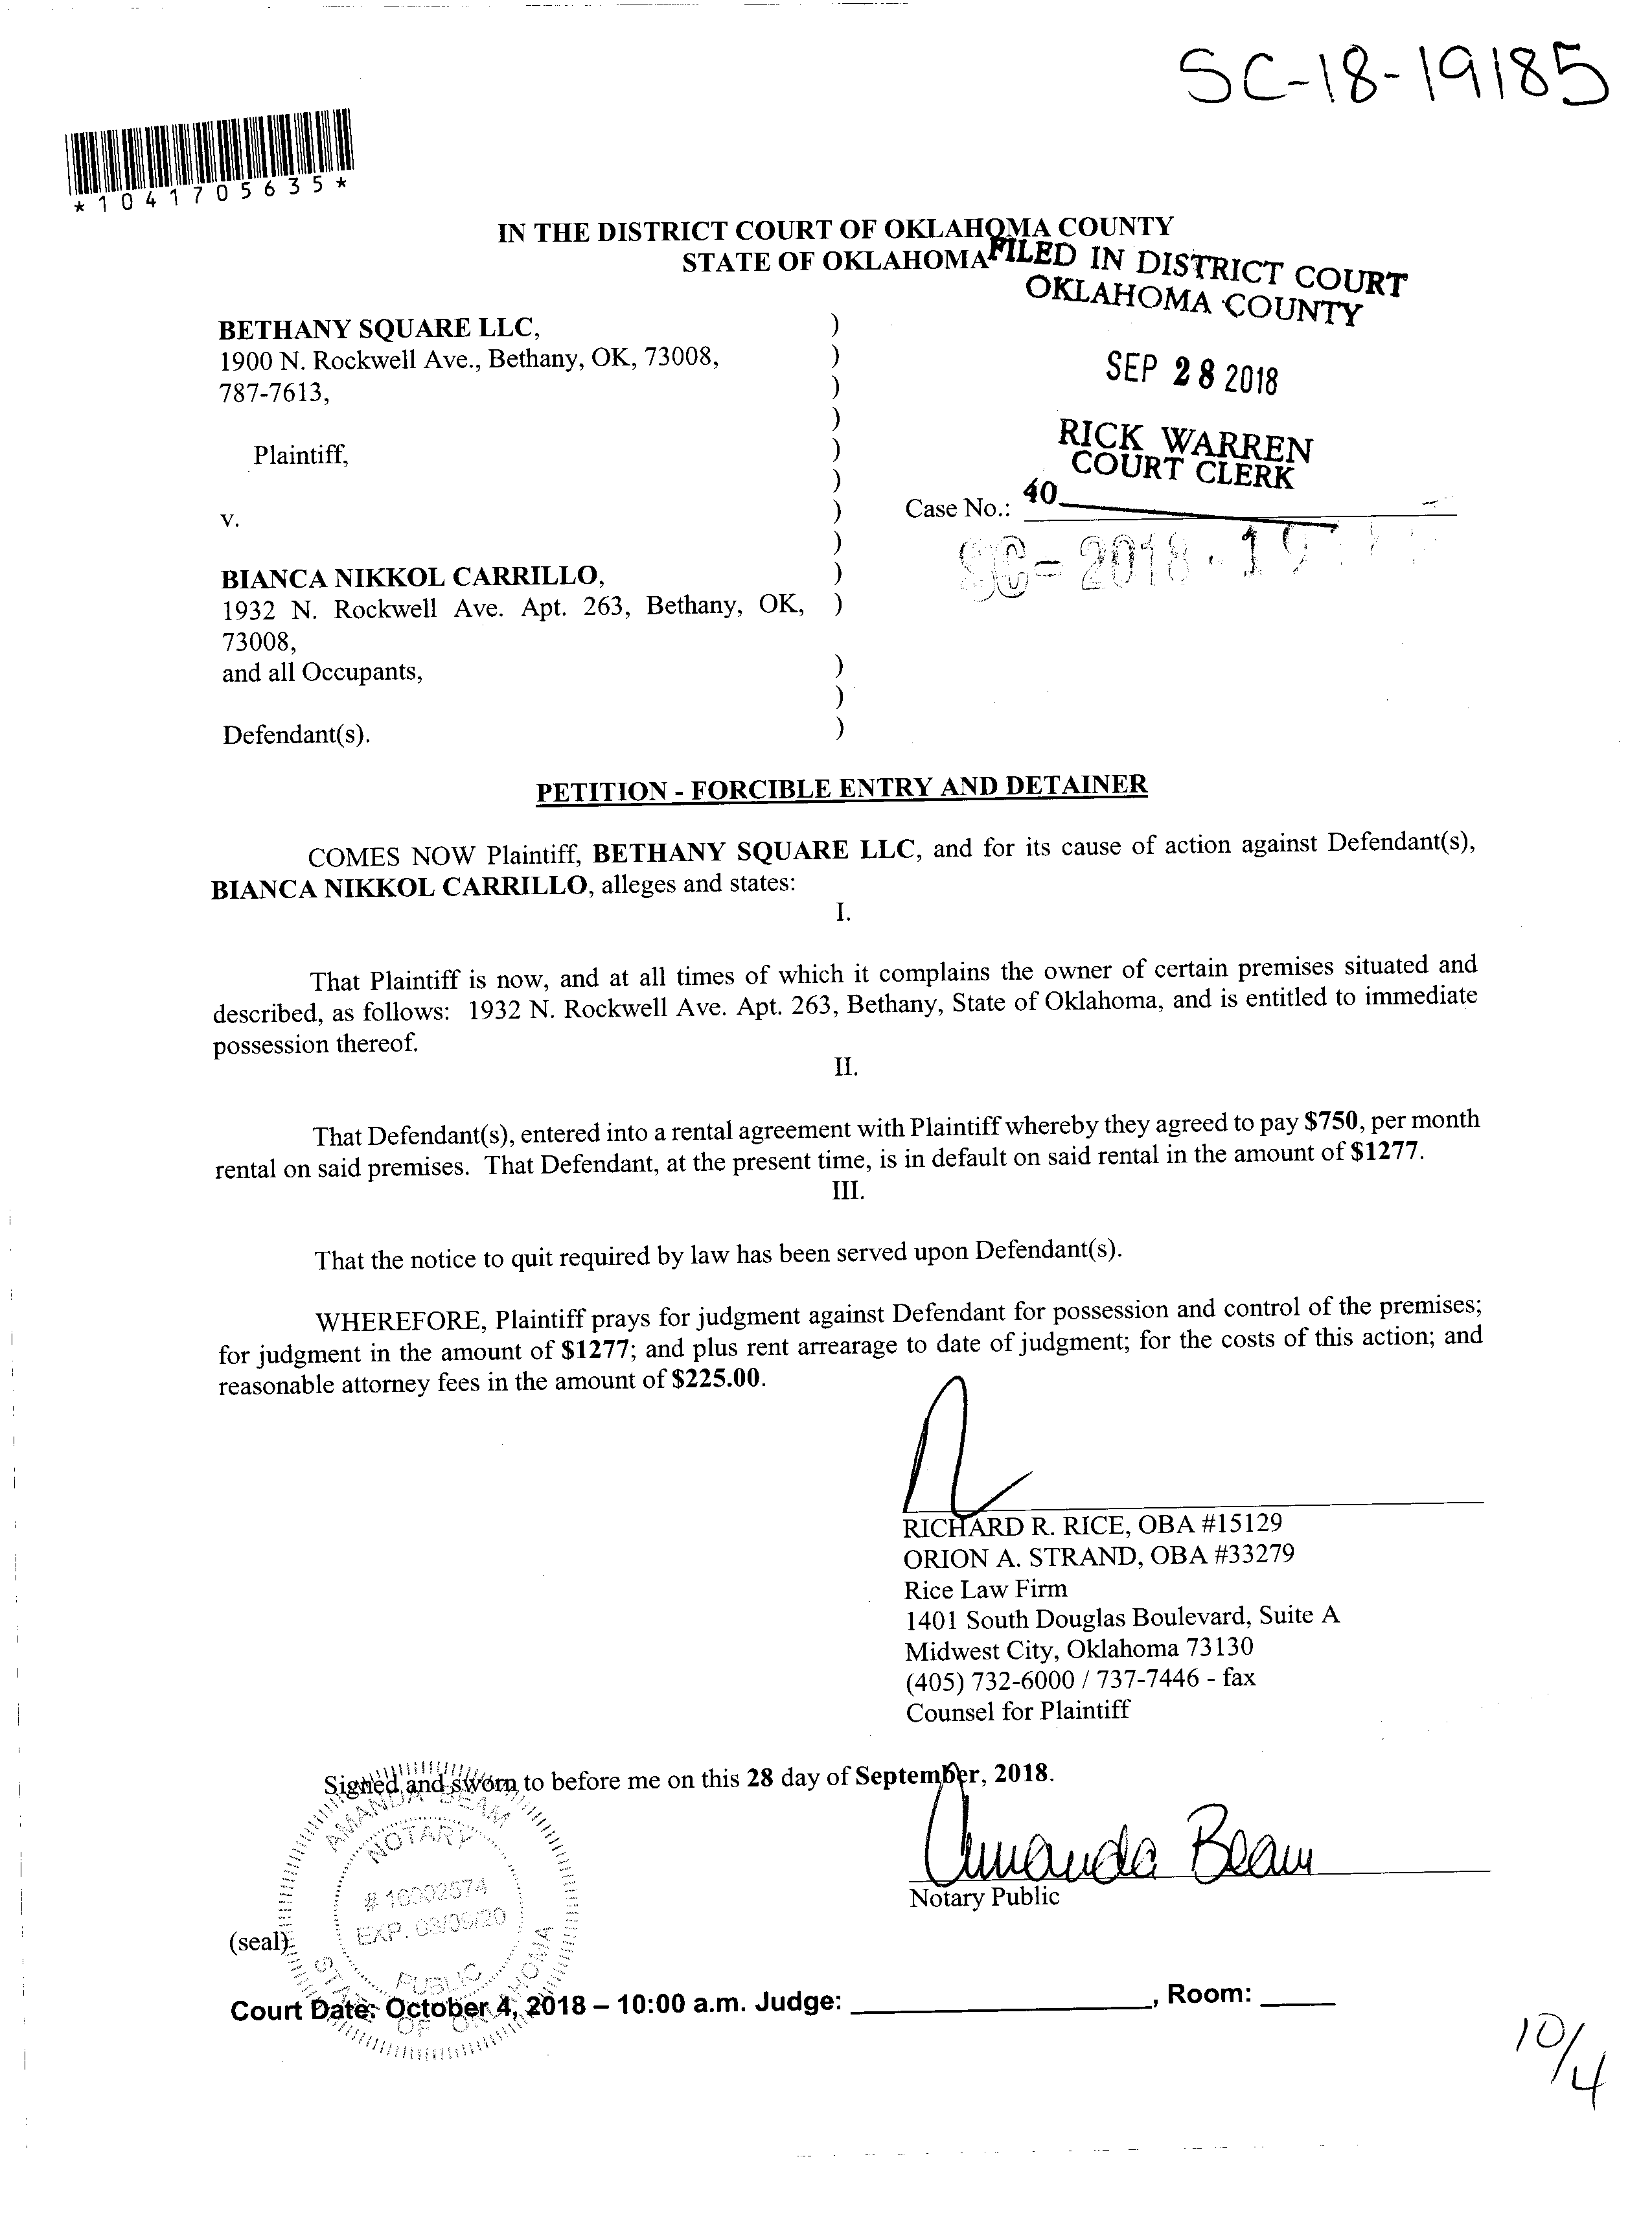 SC-18-19185
*1041705635*
IN THE DISTRICT COURT OF OKLAHOMA COUNTY
STATE OF OKLAHOMA
FILED IN DISTRICT COURT
OKLAHOMA COUNTY
SEP 28 2018
RICK WARREN
COURT CLERK
40
BETHANY SQUARE LLC, )
1900 N. Rockwell Ave., Bethany, OK, 73008, )
787-7613, )
)
Plaintiff, )
)
v. ) Case No.:
)
SC-2018-19
BIANCA NIKKOL CARRILLO, )
1932 N. Rockwell Ave. Apt. 263, Bethany, OK, )
73008,
and all Occupants, )
)
Defendant(s). )
PETITION - FORCIBLE ENTRY AND DETAINER
COMES NOW Plaintiff, BETHANY SQUARE LLC, and for its cause of action against Defendant(s),
BIANCA NIKKOL CARRILLO, alleges and states:
I.
That Plaintiff is now, and at all times of which it complains the owner of certain premises situated and
described, as follows: 1932 N. Rockwell Ave. Apt. 263, Bethany, State of Oklahoma, and is entitled to immediate
possession thereof.
II.
That Defendant(s), entered into a rental agreement with Plaintiff whereby they agreed to pay $750, per month
rental on said premises. That Defendant, at the present time, is in default on said rental in the amount of $1277.
III.
That the notice to quit required by law has been served upon Defendant(s).
WHEREFORE, Plaintiff prays for judgment against Defendant for possession and control of the premises;
for judgment in the amount of $1277; and plus rent arrearage to date of judgment; for the costs of this action; and
reasonable attorney fees in the amount of $225.00.
RICHARD R. RICE, OBA #15129
ORION A. STRAND, OBA #33279
Rice Law Firm
1401 South Douglas Boulevard, Suite A
Midwest City, Oklahoma 73130
(405) 732-6000 / 737-7446 - fax
Counsel for Plaintiff
Signed and sworn to before me on this 28 day of September, 2018.
Amanda Beam
Notary Public
AMANDA BEAM
NOTARY
# 16002574
EXP. 03/09/20
PUBLIC
STATE OF OKLAHOMA
(seal)
Court Date: October 4, 2018 – 10:00 a.m. Judge: ____________, Room: _____
10/4